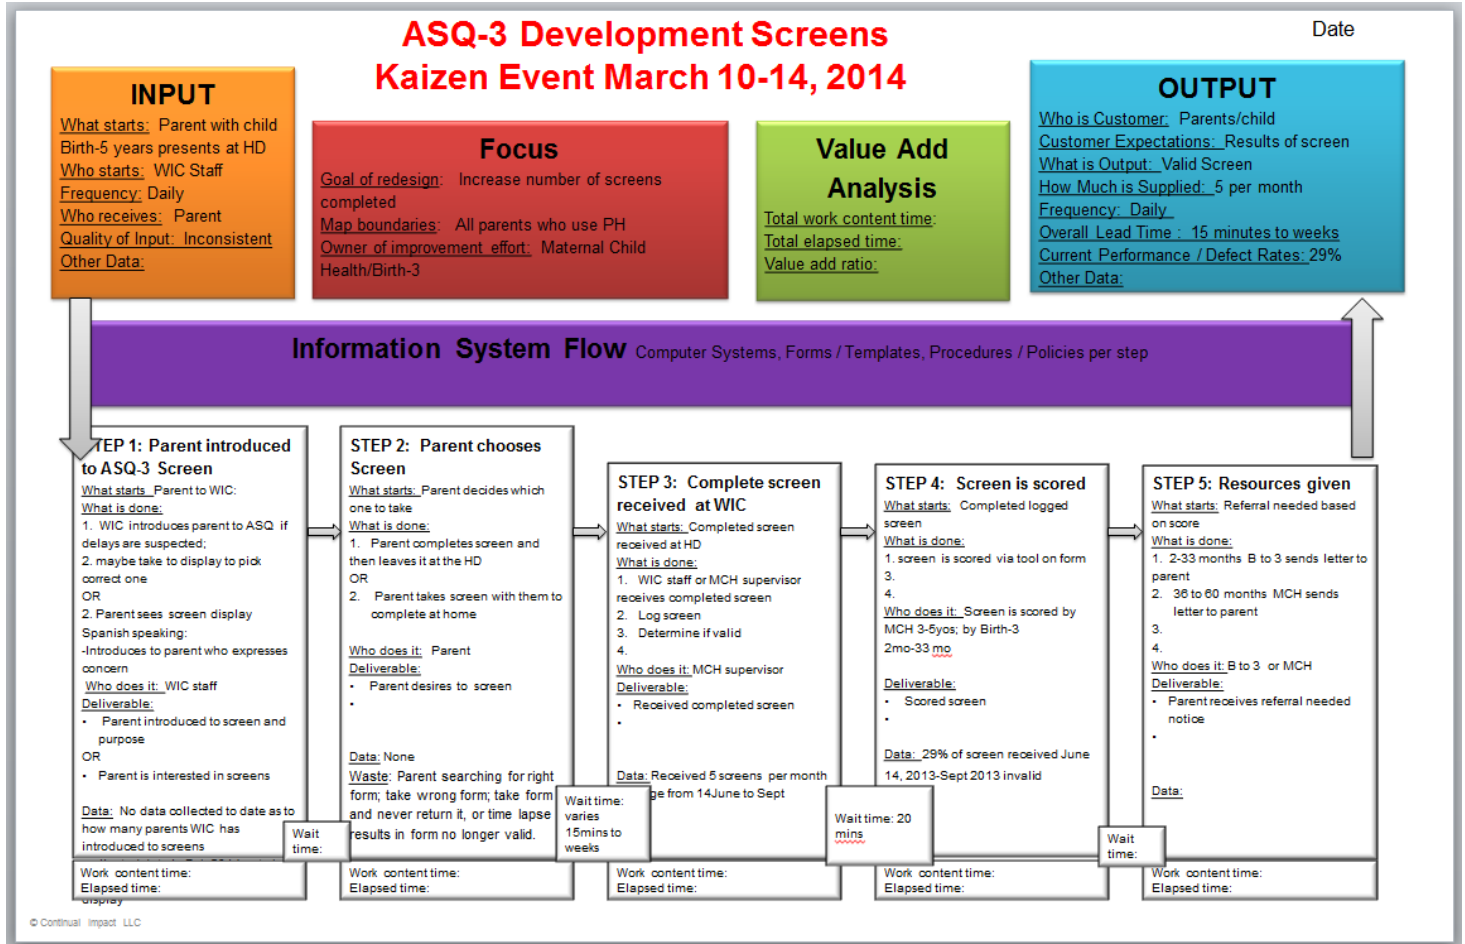 ASQ-3 Development Screens
Kaizen Event March 10-14, 2014
Date
INPUT
What starts: Parent with child
Birth-5 years presents at HD
Who starts: WIC Staff
Frequency: Daily
Who receives: Parent
Quality of Input: Inconsistent
Other Data:
Focus
Goal of redesign: Increase number of screens
completed
Map boundaries: All parents who use PH
Owner of improvement effort: Maternal Child
Health/Birth-3
Value Add
Analysis
Total work content time:
Total elapsed time:
Value add ratio:
OUTPUT
Who is Customer: Parents/child
Customer Expectations: Results of screen
What is Output: Valid Screen
How Much is Supplied: 5 per month
Frequency: Daily
Overall Lead Time : 15 minutes to weeks
Current Performance / Defect Rates: 29%
Other Data:
Information System Flow Computer Systems, Forms / Templates, Procedures / Policies per step
TEP 1: Parent introduced
to ASQ-3 Screen
What starts Parent to WIC:
What is done:
1. WIC introduces parent to ASQ if
delays are suspected;
2. maybe take to display to pick
correct one
OR
2. Parent sees screen display
Spanish speaking:
-Introduces to parent who expresses
concern
Who does it: WIC staff
Deliverable:
• Parent introduced to screen and
purpose
OR
• Parent is interested in screens
Data: No data collected to date as to
how many parents WIC has
introduced to screens
display
Work content time:
Elapsed time:
Wait
time:
STEP 2: Parent chooses
Screen
What starts: Parent decides which
one to take
What is done:
1. Parent completes screen and
then leaves it at the HD
OR
2. Parent takes screen with them to
complete at home
Who does it: Parent
Deliverable:
• Parent desires to screen
•
Data: None
Waste: Parent searching for right
form; take wrong form; take form
and never return it, or time lapse
results in form no longer valid.
Work content time:
Elapsed time:
Wait time:
varies
15mins to
weeks
STEP 3: Complete screen
received at WIC
What starts: Completed screen
received at HD
What is done:
1. WIC staff or MCH supervisor
receives completed screen
2. Log screen
3. Determine if valid
4.
Who does it: MCH supervisor
Deliverable:
• Received completed screen
•
Data: Received 5 screens per month
ge from 14June to Sept
Work content time:
Elapsed time:
Wait time: 20
mins
STEP 4: Screen is scored
What starts: Completed logged
screen
What is done:
1. screen is scored via tool on form
3.
4.
Who does it: Screen is scored by
MCH 3-5yos; by Birth-3
2mo-33 mo
Deliverable:
• Scored screen
•
Data: 29% of screen received June
14, 2013-Sept 2013 invalid
Work content time:
Elapsed time:
Wait
time:
STEP 5: Resources given
What starts: Referral needed based
on score
What is done:
1. 2-33 months B to 3 sends letter to
parent
2. 36 to 60 months MCH sends
letter to parent
3.
4.
Who does it: B to 3 or MCH
Deliverable:
• Parent receives referral needed
notice
•
Data:
Work content time:
Elapsed time:
© Continual Impact LLC